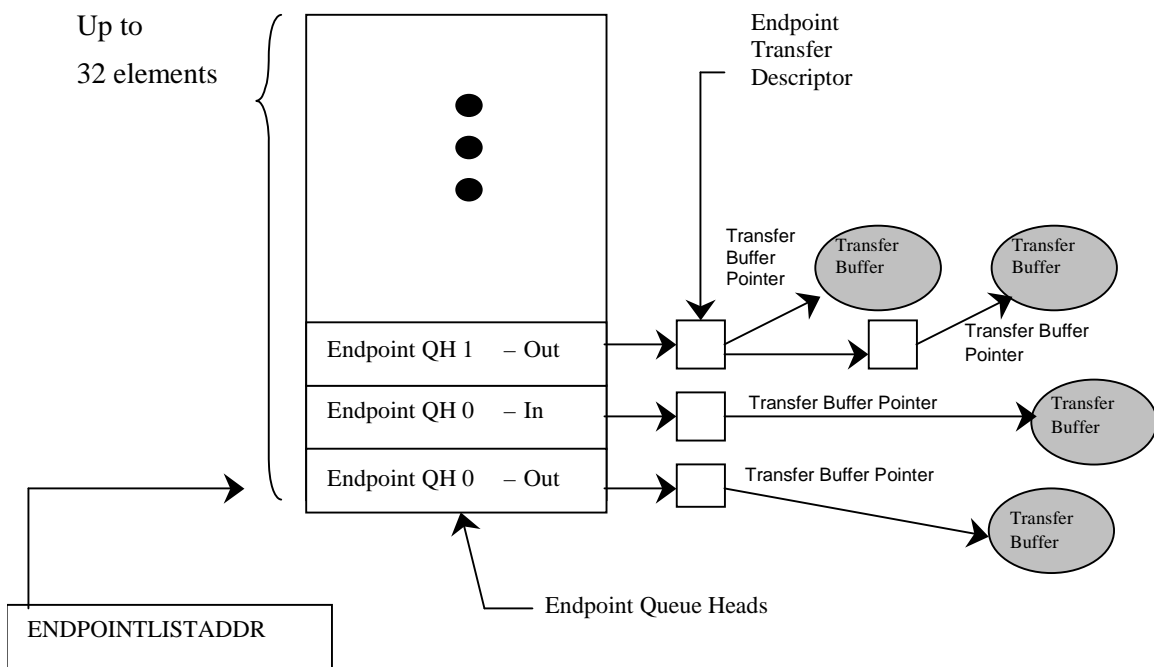 Up to
32 elements
Endpoint
Transfer
Descriptor
Transfer
Buffer
Pointer
Transfer
Buffer
Transfer
Buffer
Transfer Buffer
Pointer
Endpoint QH 1 – Out
Endpoint QH 0 – In
Transfer Buffer Pointer
Transfer
Buffer
Endpoint QH 0 – Out
Transfer Buffer Pointer
Transfer
Buffer
Endpoint Queue Heads
ENDPOINTLISTADDR